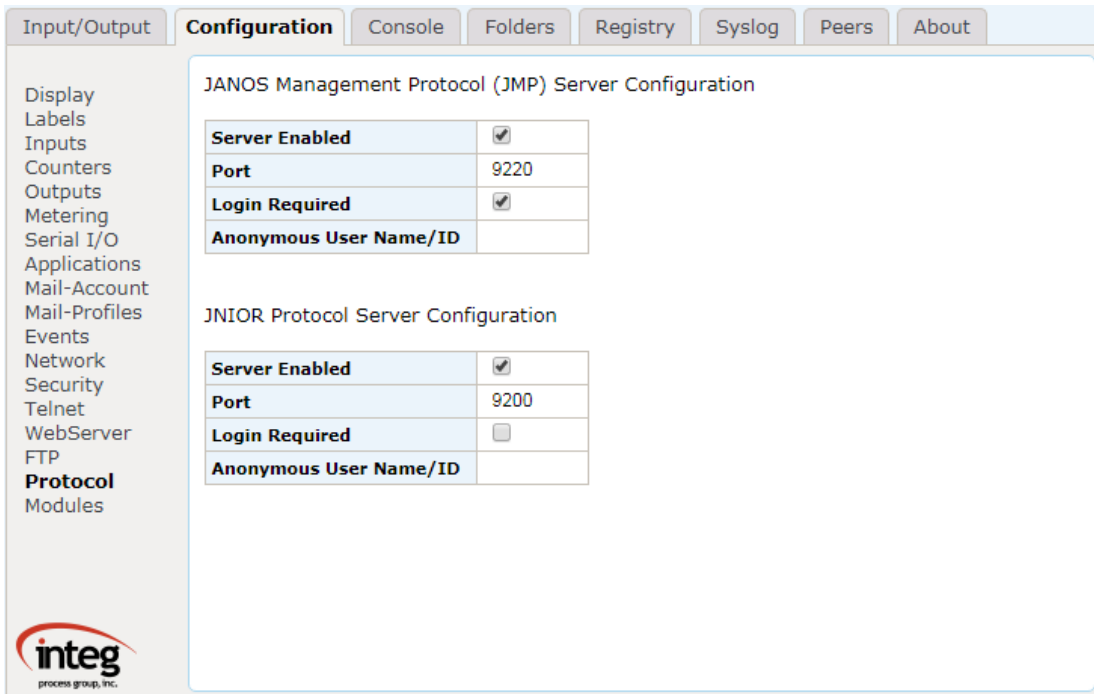 Input/Output Configuration Console Folders Registry Syslog Peers About
Display
Labels
Inputs
Counters
Outputs
Metering
Serial I/O
Applications
Mail-Account
Mail-Profiles
Events
Network
Security
Telnet
WebServer
FTP
Protocol
Modules
integ
process group, inc.
JANOS Management Protocol (JMP) Server Configuration
Server Enabled
Port 9220
Login Required
Anonymous User Name/ID
JNIOR Protocol Server Configuration
Server Enabled
Port 9200
Login Required
Anonymous User Name/ID